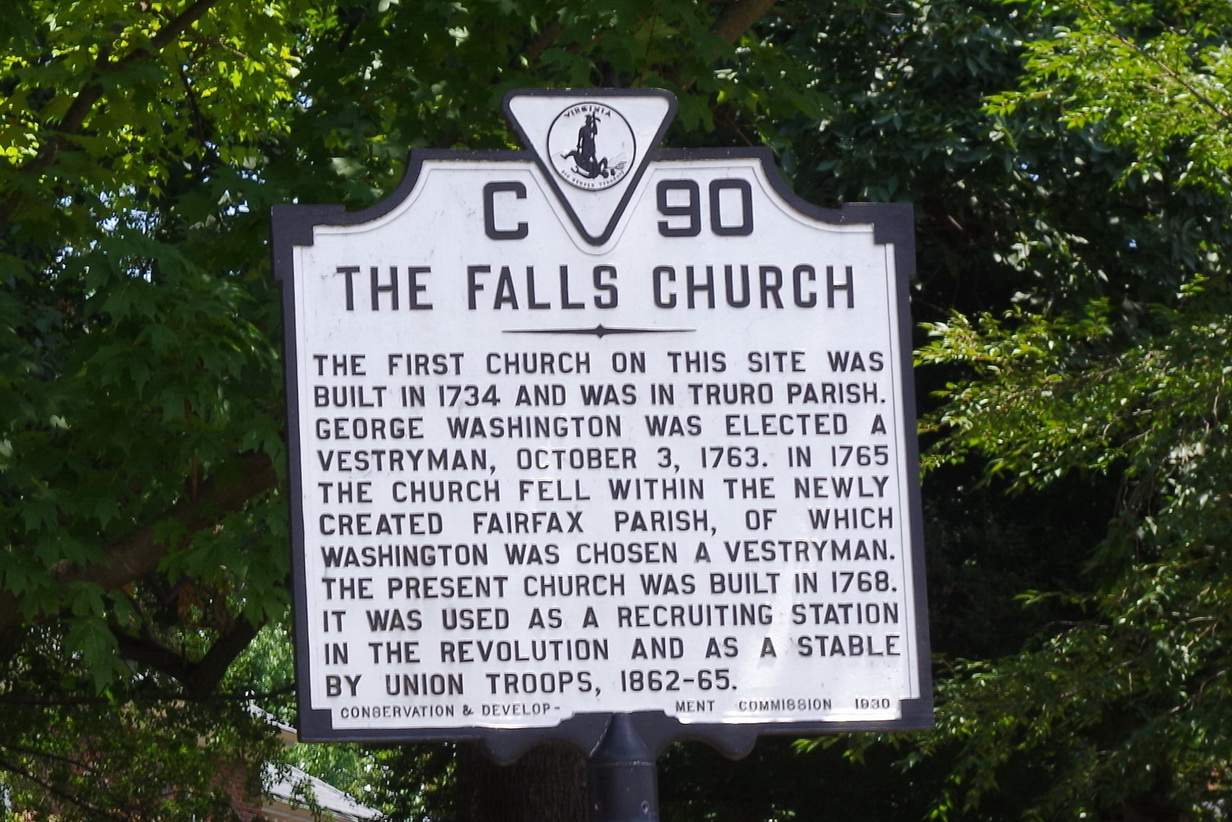 VIRGINIA
C 90
THE FALLS CHURCH
THE FIRST CHURCH ON THIS SITE WAS
BUILT IN 1734 AND WAS IN TRURO PARISH.
GEORGE WASHINGTON WAS ELECTED A
VESTRYMAN, OCTOBER 3, 1763. IN 1765
THE CHURCH FELL WITHIN THE NEWLY
CREATED FAIRFAX PARISH, OF WHICH
WASHINGTON WAS CHOSEN A VESTRYMAN.
THE PRESENT CHURCH WAS BUILT IN 1768.
IT WAS USED AS A RECRUITING STATION
IN THE REVOLUTION AND AS A STABLE
BY UNION TROOPS, 1862-65.
CONSERVATION & DEVELOP- MENT COMMISSION 1930